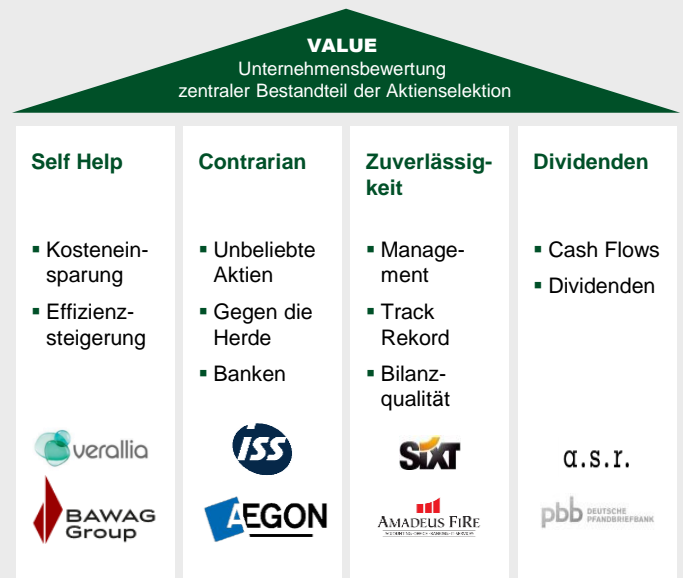 VALUE
Unternehmensbewertung
zentraler Bestandteil der Aktienselektion
Self Help
▪ Kostenein-
sparung
▪ Effizienz-
steigerung
verallia
BAWAG
Group
Contrarian
▪ Unbeliebte
Aktien
▪ Gegen die
Herde
▪ Banken
ISS
AEGON
Zuverlässig-
keit
▪ Manage-
ment
▪ Track
Rekord
▪ Bilanz-
qualität
SIXT
AMADEUS FIRE
Dividenden
▪ Cash Flows
▪ Dividenden
a.s.r.
pbb DEUTSCHE
PFANDBRIEFBANK